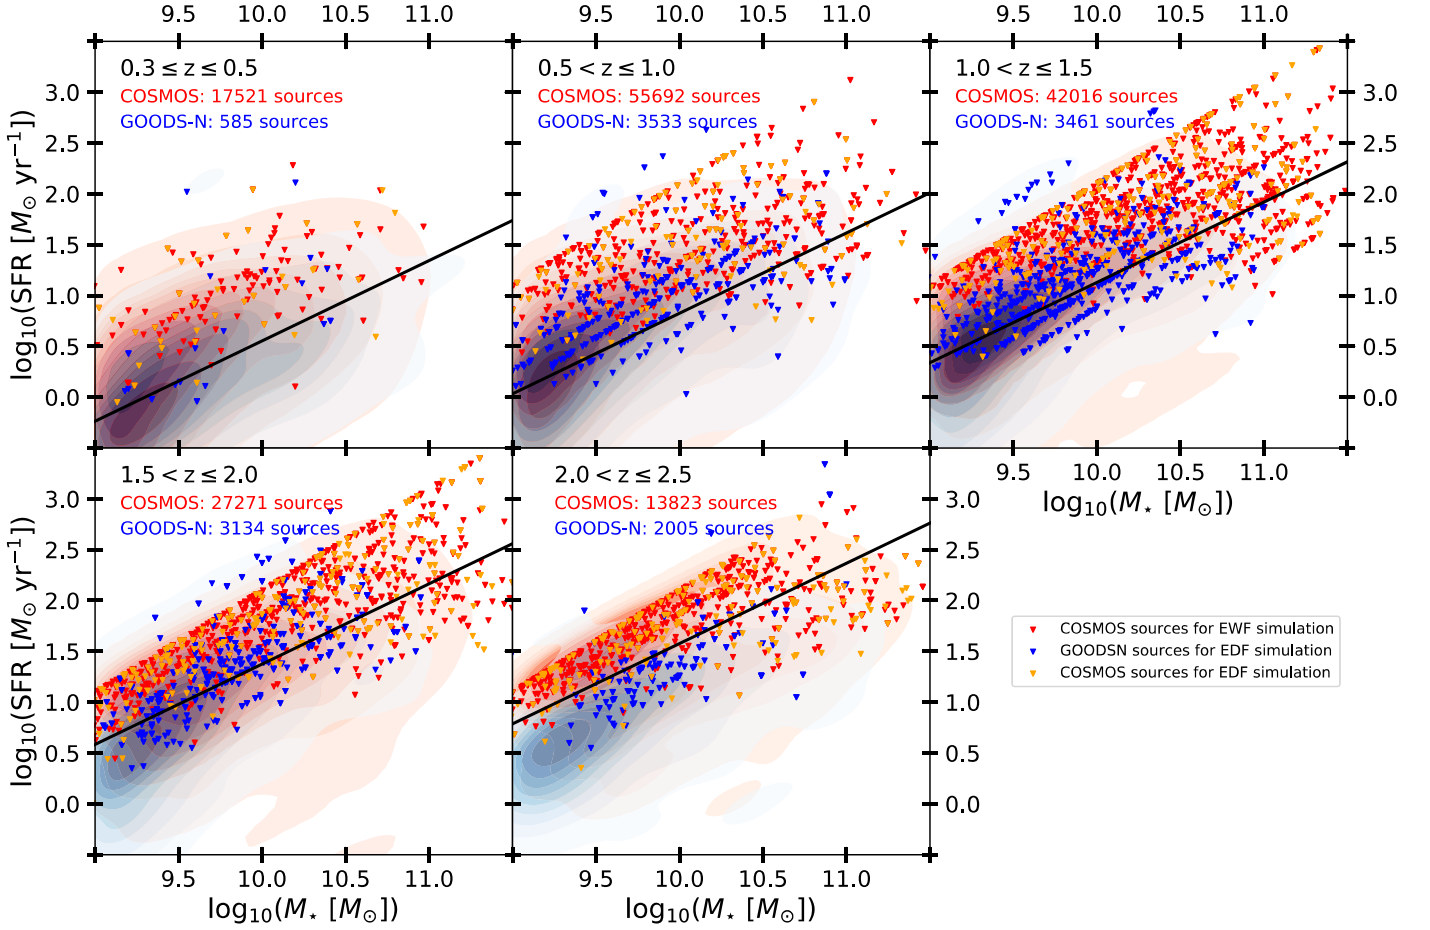 9.5 10.0 10.5 11.0 9.5 10.0 10.5 11.0 9.5 10.0 10.5 11.0
0.3 ≤ z ≤ 0.5
COSMOS: 17521 sources
GOODS-N: 585 sources
0.5 < z ≤ 1.0
COSMOS: 55692 sources
GOODS-N: 3533 sources
1.0 < z ≤ 1.5
COSMOS: 42016 sources
GOODS-N: 3461 sources
log₁₀(SFR [M⊙ yr⁻¹])
3.0
2.5
2.0
1.5
1.0
0.5
0.0
3.0
2.5
2.0
1.5
1.0
0.5
0.0
9.5 10.0 10.5 11.0
log₁₀(M⋆ [M⊙])
1.5 < z ≤ 2.0
COSMOS: 27271 sources
GOODS-N: 3134 sources
2.0 < z ≤ 2.5
COSMOS: 13823 sources
GOODS-N: 2005 sources
log₁₀(SFR [M⊙ yr⁻¹])
3.0
2.5
2.0
1.5
1.0
0.5
0.0
3.0
2.5
2.0
1.5
1.0
0.5
0.0
COSMOS sources for EWF simulation
GOODSN sources for EDF simulation
COSMOS sources for EDF simulation
9.5 10.0 10.5 11.0 9.5 10.0 10.5 11.0
log₁₀(M⋆ [M⊙]) log₁₀(M⋆ [M⊙])